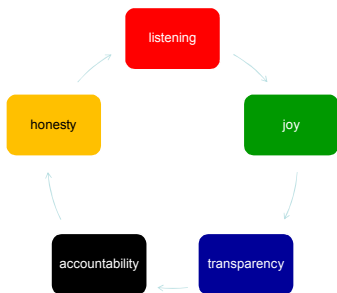 listening
joy
transparency
accountability
honesty